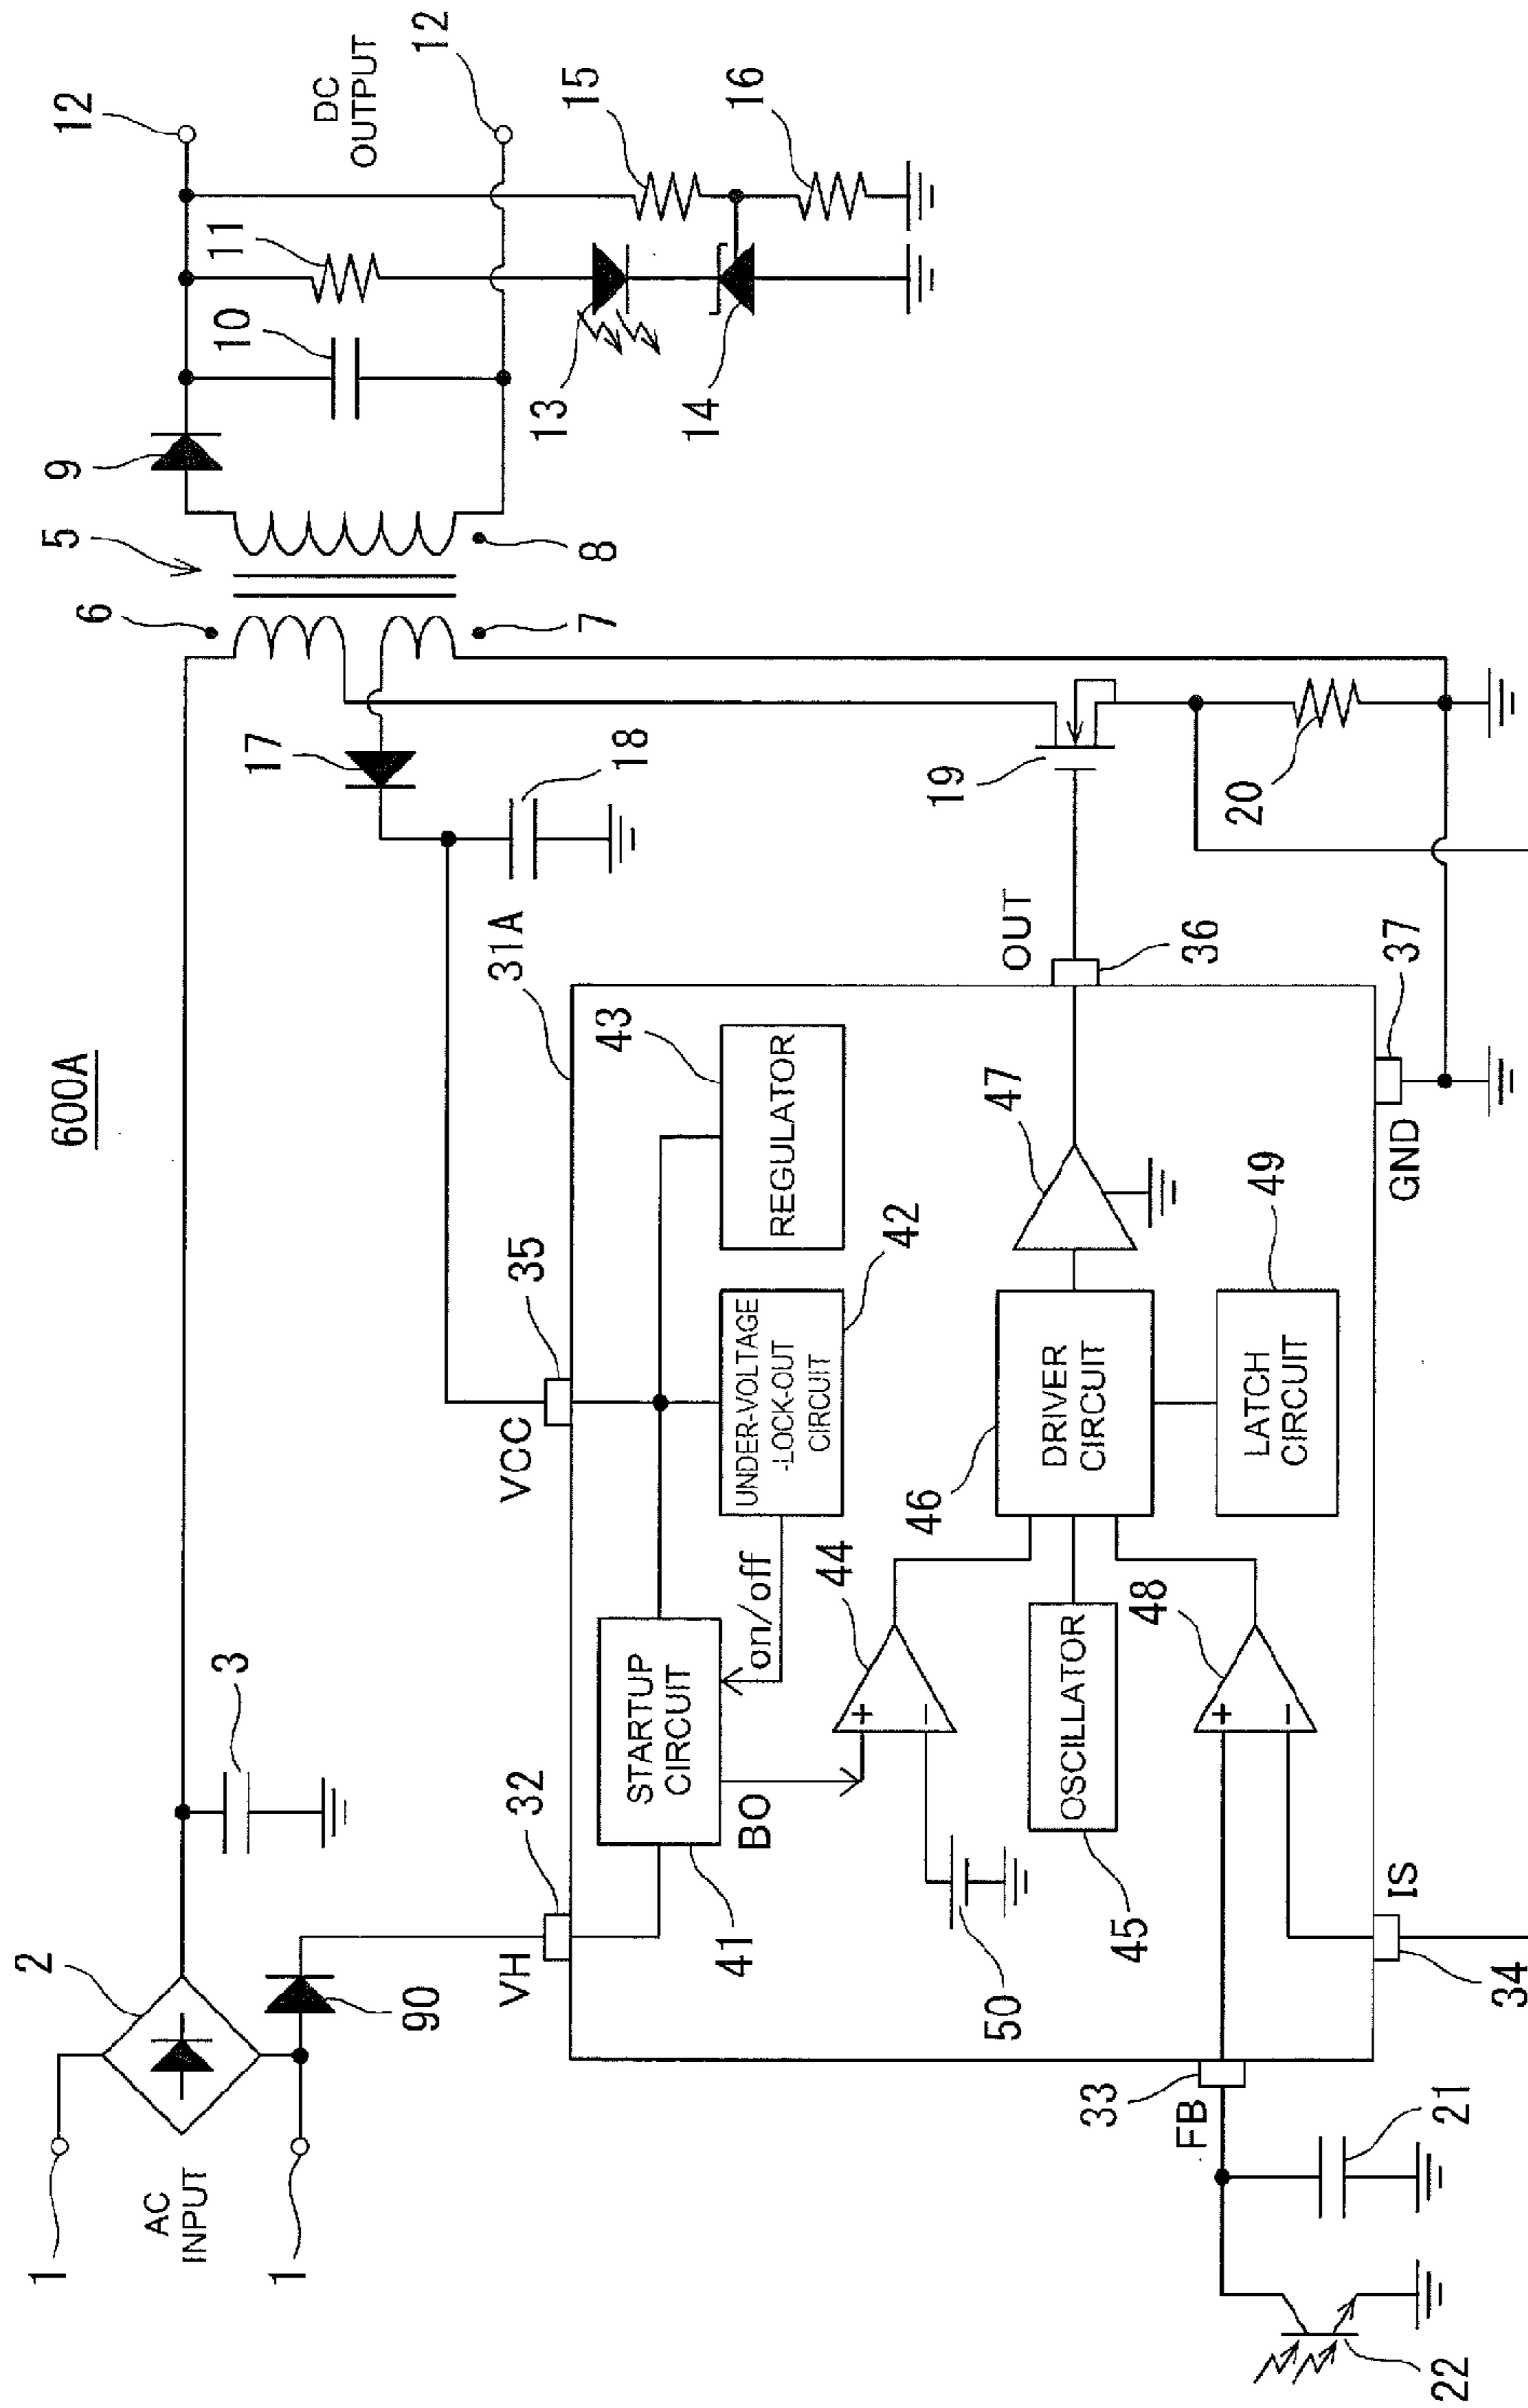 600A
1
AC
INPUT
1
2
90
3
VH
32
VCC
35
31A
17
18
6
5
7
8
9
10
11
12
DC
OUTPUT
12
13
14
15
16
STARTUP
CIRCUIT
41
BO
on/off
UNDER-VOLTAGE
-LOCK-OUT
CIRCUIT
42
REGULATOR
43
44
50
OSCILLATOR
45
46
DRIVER
CIRCUIT
47
LATCH
CIRCUIT
49
48
+
-
+
-
OUT
36
19
20
GND
37
IS
34
33
FB
21
22